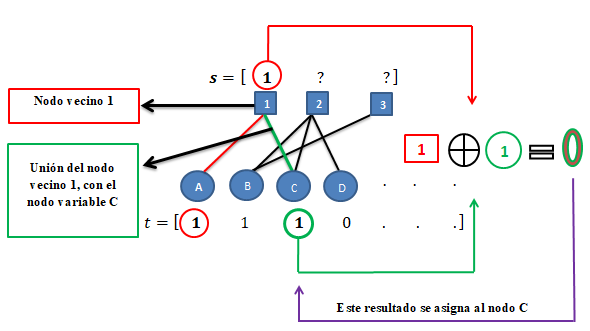 s = [ 1 ? ? ]
Nodo vecino 1
1 2 3
1 ⊕ 1 = 0
Unión del nodo
vecino 1, con el
nodo variable C
A B C D . . .
t = [ 1 1 1 0 . . . ]
Este resultado se asigna al nodo C